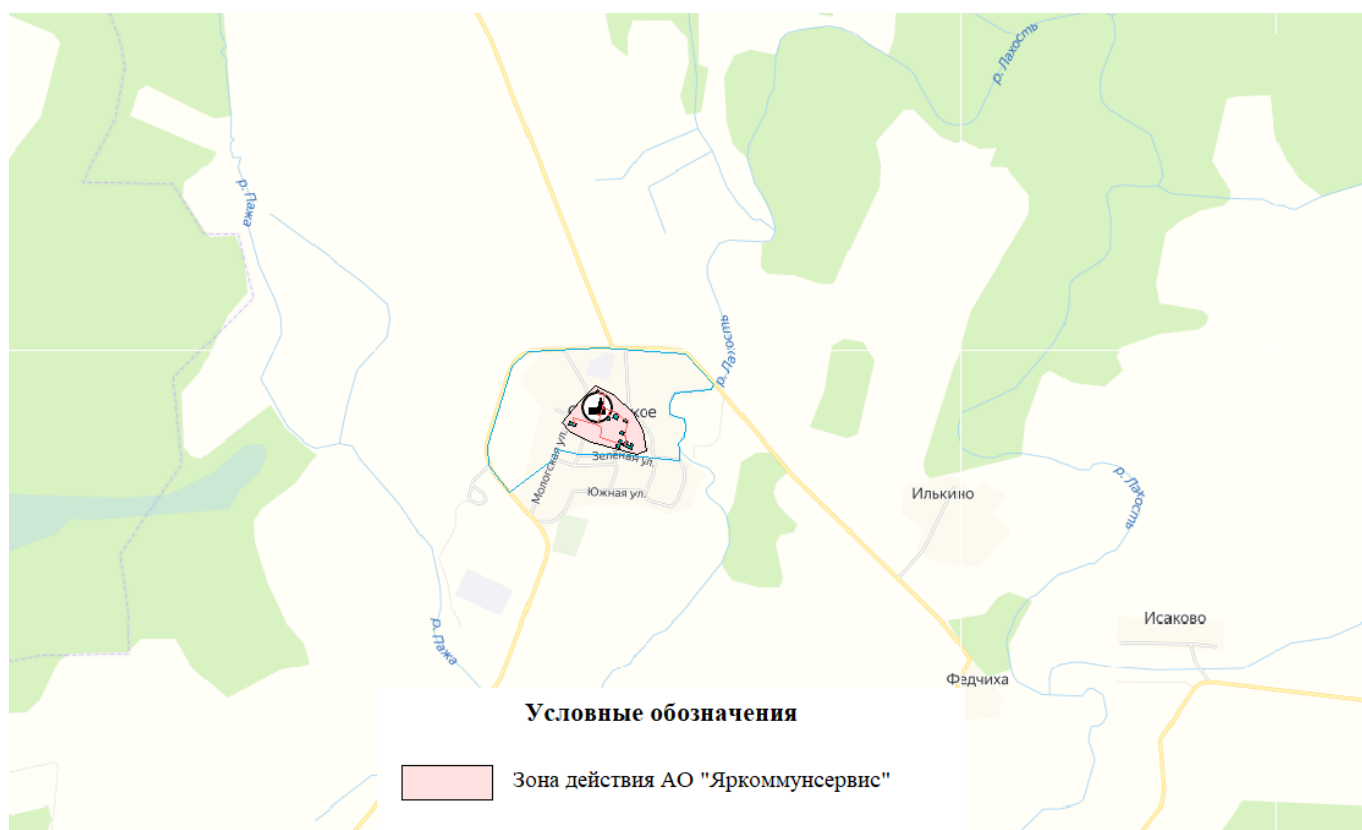 р. Лахость
р. Пажа
р. Лахость
Мологская ул.
Зелёная ул.
Южная ул.
Илькино
р. Лахость
Исаково
р. Пажа
Федчиха
Условные обозначения
Зона действия АО "Яркоммунсервис"